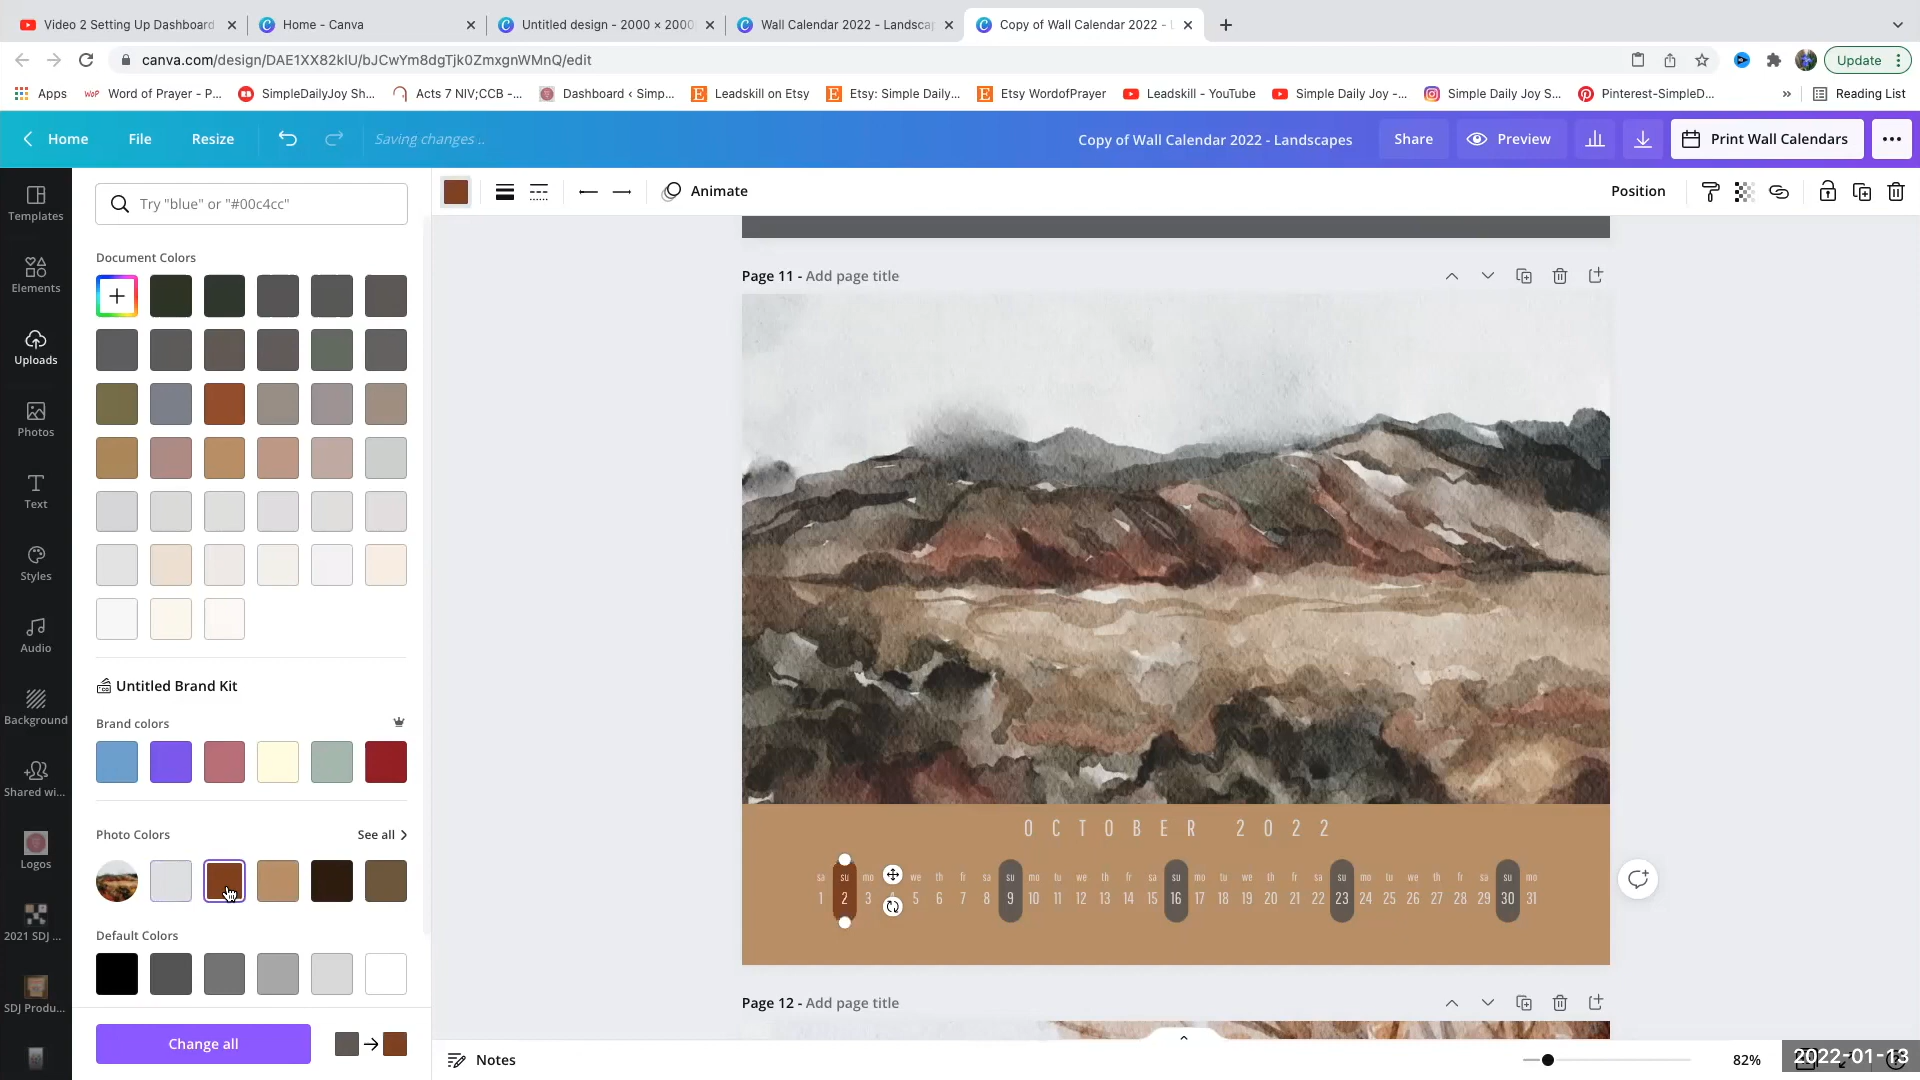 Video 2 Setting Up Dashboard
Home - Canva
Untitled design - 2000 × 2000
Wall Calendar 2022 - Landscap
Copy of Wall Calendar 2022 - L
canva.com/design/DAE1XX82klU/bJCwYm8dgTjk0ZmxgnWMnQ/edit
Update
Apps
WoP Word of Prayer - P...
SimpleDailyJoy Sh...
Acts 7 NIV;CCB -...
Dashboard ‹ Simp...
E Leadskill on Etsy
E Etsy: Simple Daily...
E Etsy WordofPrayer
Leadskill - YouTube
Simple Daily Joy -...
Simple Daily Joy S...
Pinterest-SimpleD...
»
Reading List
Home
File
Resize
Saving changes ..
Copy of Wall Calendar 2022 - Landscapes
Share
Preview
Print Wall Calendars
Templates
Elements
Uploads
Photos
Text
Styles
Audio
Background
Shared wi...
Logos
2021 SDJ ...
SDJ Produ...
Try "blue" or "#00c4cc"
Document Colors
Untitled Brand Kit
Brand colors
Photo Colors
See all
Default Colors
Change all
Animate
Position
Page 11 - Add page title
OCTOBER 2022
sa su mo we th fr sa su mo tu we th fr sa su mo tu we th fr sa su mo tu we th fr sa su mo
1 2 3 5 6 7 8 9 10 11 12 13 14 15 16 17 18 19 20 21 22 23 24 25 26 27 28 29 30 31
Page 12 - Add page title
Notes
82%
2022-01-13